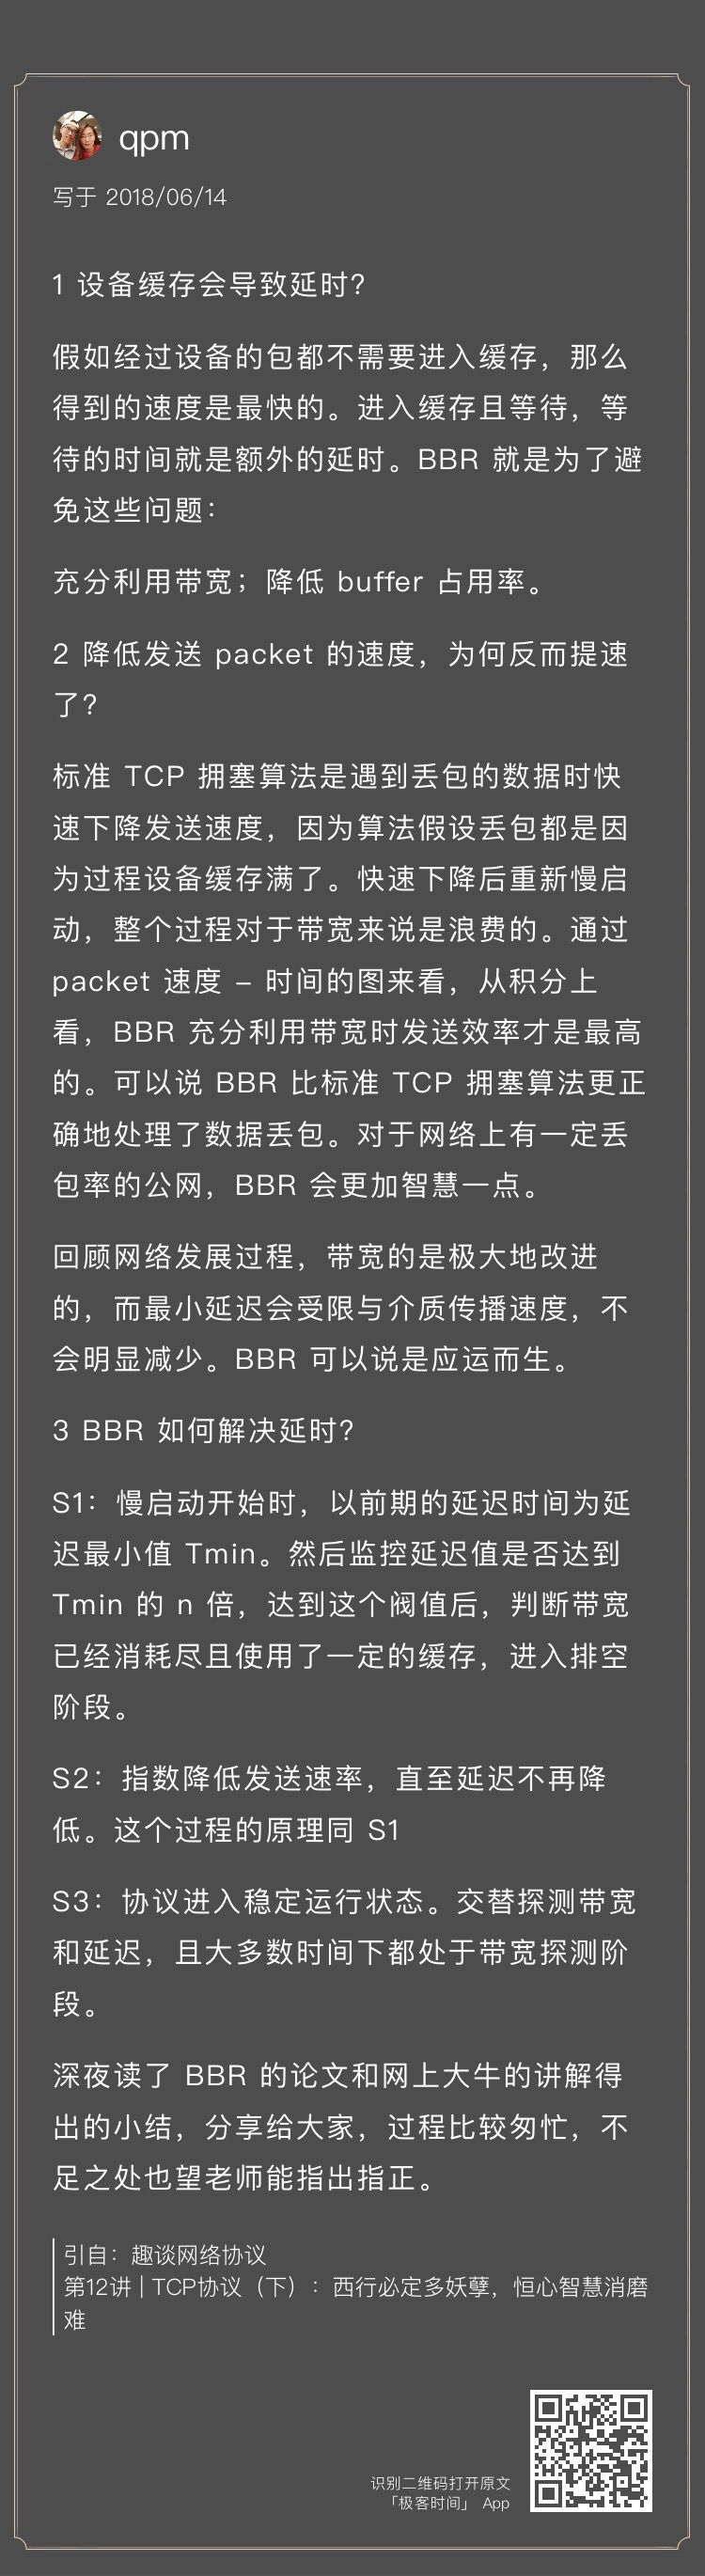 qpm
写于 2018/06/14
1 设备缓存会导致延时?
假如经过设备的包都不需要进入缓存，那么
得到的速度是最快的。进入缓存且等待，等
待的时间就是额外的延时。BBR 就是为了避
免这些问题：
充分利用带宽；降低 buffer 占用率。
2 降低发送 packet 的速度，为何反而提速
了?
标准 TCP 拥塞算法是遇到丢包的数据时快
速下降发送速度，因为算法假设丢包都是因
为过程设备缓存满了。快速下降后重新慢启
动，整个过程对于带宽来说是浪费的。通过
packet 速度 - 时间的图来看，从积分上
看，BBR 充分利用带宽时发送效率才是最高
的。可以说 BBR 比标准 TCP 拥塞算法更正
确地处理了数据丢包。对于网络上有一定丢
包率的公网，BBR 会更加智慧一点。
回顾网络发展过程，带宽的是极大地改进
的，而最小延迟会受限与介质传播速度，不
会明显减少。BBR 可以说是应运而生。
3 BBR 如何解决延时?
S1：慢启动开始时，以前期的延迟时间为延
迟最小值 Tmin。然后监控延迟值是否达到
Tmin 的 n 倍，达到这个阀值后，判断带宽
已经消耗尽且使用了一定的缓存，进入排空
阶段。
S2：指数降低发送速率，直至延迟不再降
低。这个过程的原理同 S1
S3：协议进入稳定运行状态。交替探测带宽
和延迟，且大多数时间下都处于带宽探测阶
段。
深夜读了 BBR 的论文和网上大牛的讲解得
出的小结，分享给大家，过程比较匆忙，不
足之处也望老师能指出指正。
引自：趣谈网络协议
第12讲 | TCP协议（下）：西行必定多妖孽，恒心智慧消磨
难
识别二维码打开原文
「极客时间」 App